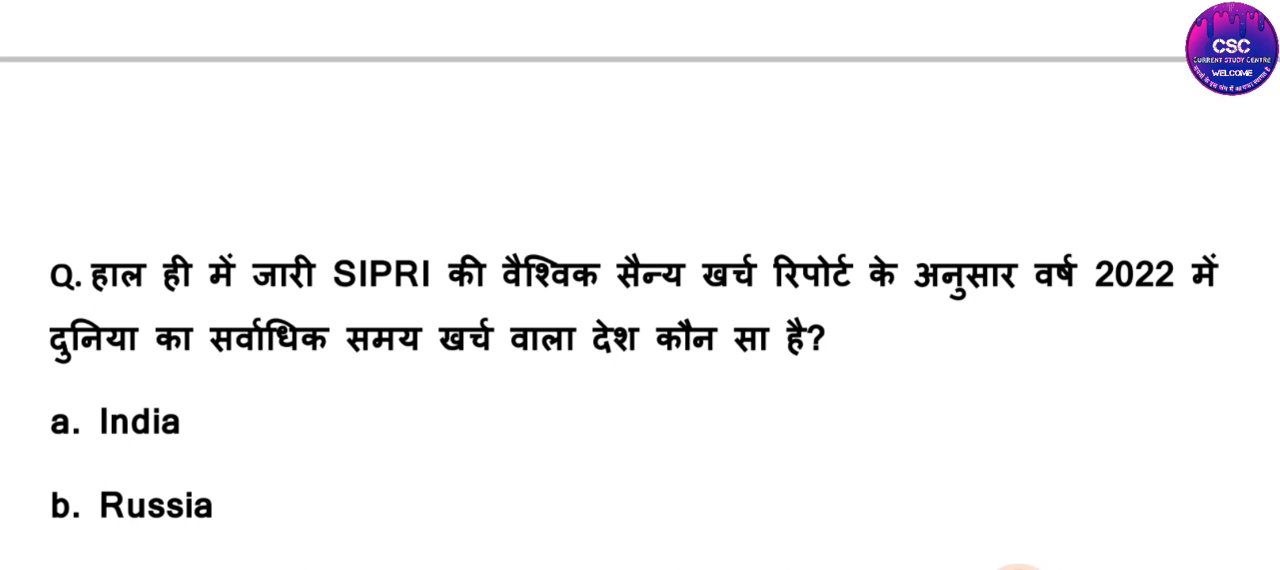 CSC
CURRENT STUDY CENTRE
WELCOME
Q. हाल ही में जारी SIPRI की वैश्विक सैन्य खर्च रिपोर्ट के अनुसार वर्ष 2022 में
दुनिया का सर्वाधिक समय खर्च वाला देश कौन सा है?
a. India
b. Russia